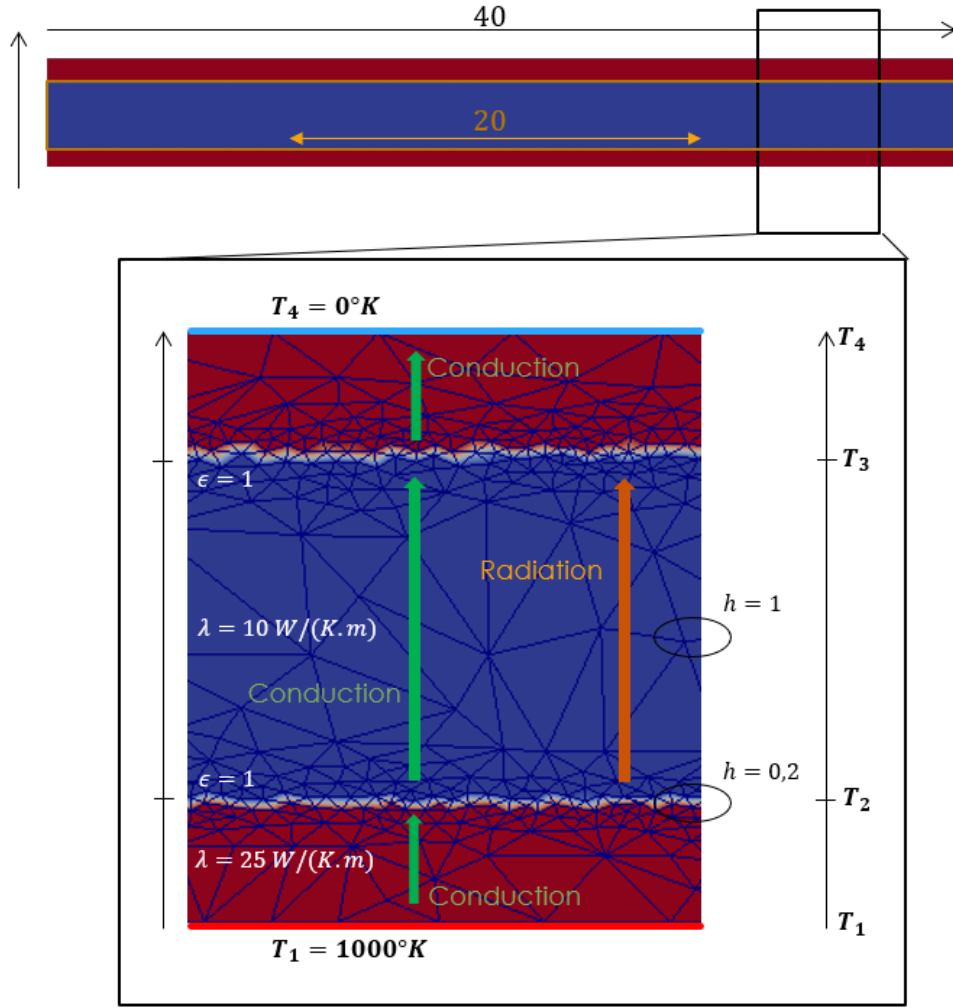 40
20
T₄ = 0°K
T₄
Conduction
T₃
ϵ = 1
Radiation
h = 1
λ = 10 W/(K.m)
Conduction
ϵ = 1
h = 0,2
T₂
λ = 25 W/(K.m)
Conduction
T₁
T₁ = 1000°K